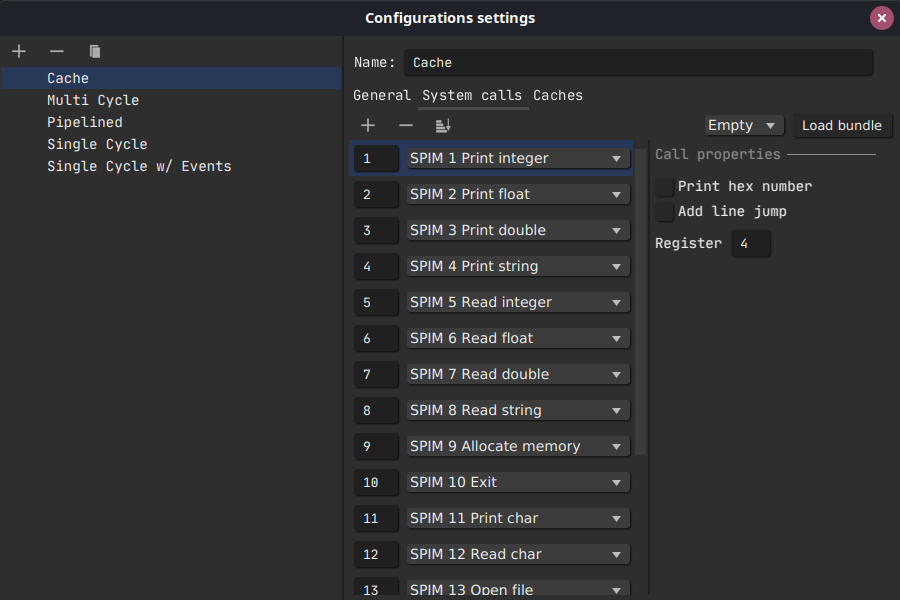 Configurations settings
Cache
Multi Cycle
Pipelined
Single Cycle
Single Cycle w/ Events
Name: Cache
General System calls Caches
Empty Load bundle
1 SPIM 1 Print integer
2 SPIM 2 Print float
3 SPIM 3 Print double
4 SPIM 4 Print string
5 SPIM 5 Read integer
6 SPIM 6 Read float
7 SPIM 7 Read double
8 SPIM 8 Read string
9 SPIM 9 Allocate memory
10 SPIM 10 Exit
11 SPIM 11 Print char
12 SPIM 12 Read char
13 SPIM 13 Open file
Call properties
Print hex number
Add line jump
Register 4